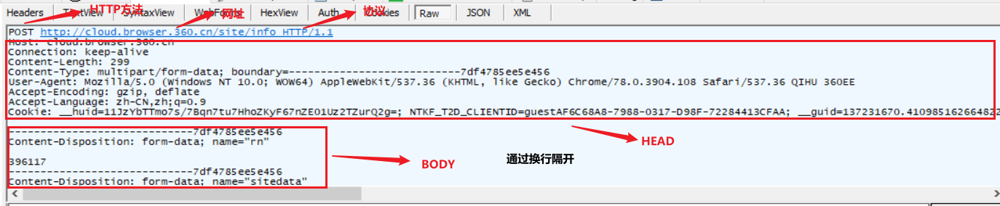 Headers TextView SyntaxView WebForms HexView Auth Cookies Raw JSON XML
HTTP方法 网址 协议
POST http://cloud.browser.360.cn/site/info HTTP/1.1
Host: cloud.browser.360.cn
Connection: keep-alive
Content-Length: 299
Content-Type: multipart/form-data; boundary=---------------------------7df4785ee5e456
User-Agent: Mozilla/5.0 (Windows NT 10.0; WOW64) AppleWebKit/537.36 (KHTML, like Gecko) Chrome/78.0.3904.108 Safari/537.36 QIHU 360EE
Accept-Encoding: gzip, deflate
Accept-Language: zh-CN,zh;q=0.9
Cookie: __huid=11JzYbTTmo7s/7Bqn7tu7HhoZKyF67nZEO1Uz2TZurQ2g=; NTKF_T2D_CLIENTID=guestAF6C68A8-7988-0317-D98F-72284413CFAA; __guid=137231670.410985162664822
-----------------------------7df4785ee5e456
Content-Disposition: form-data; name="rn"
HEAD
396117
BODY
通过换行隔开
-----------------------------7df4785ee5e456
Content-Disposition: form-data; name="sitedata"